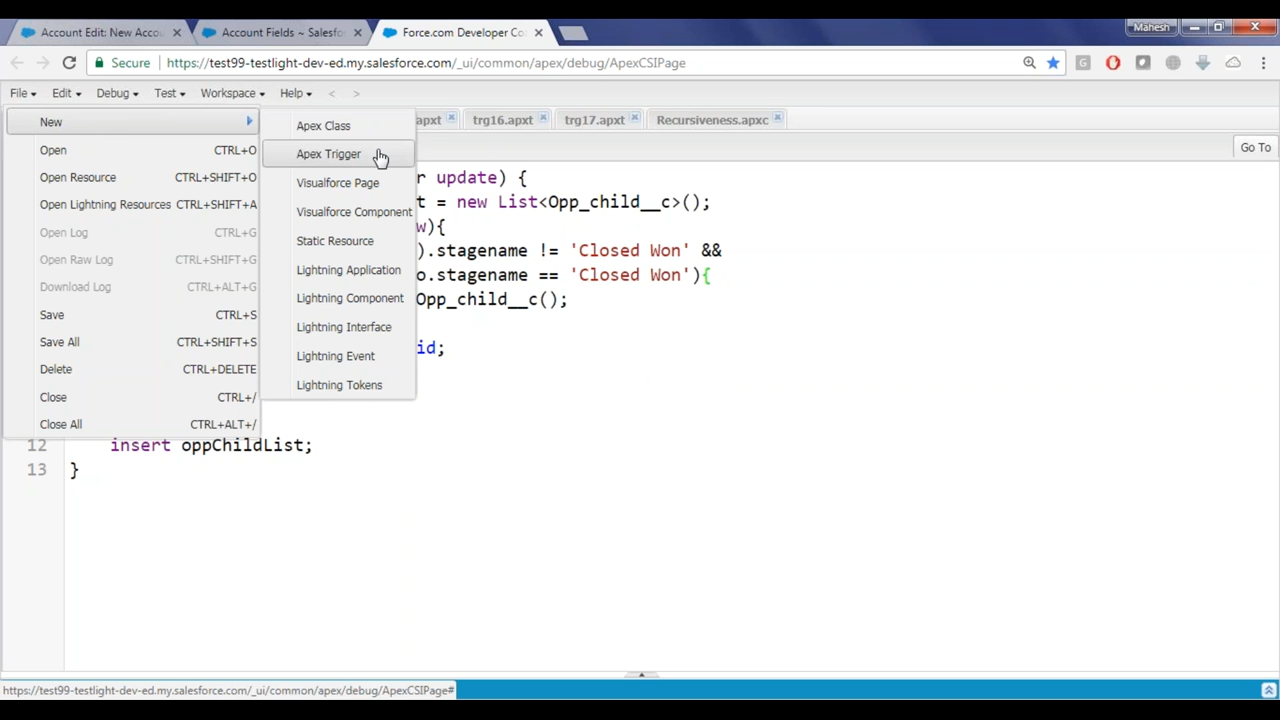 Account Edit: New Accou
Account Fields ~ Salesfor
Force.com Developer Co
Mahesh
Secure
https://test99-testlight-dev-ed.my.salesforce.com/_ui/common/apex/debug/ApexCSIPage
File
Edit
Debug
Test
Workspace
Help
<
>
New
apxt
trg16.apxt
trg17.apxt
Recursiveness.apxc
Go To
Open CTRL+O
Open Resource CTRL+SHIFT+O
Open Lightning Resources CTRL+SHIFT+A
Open Log CTRL+G
Open Raw Log CTRL+SHIFT+G
Download Log CTRL+ALT+G
Save CTRL+S
Save All CTRL+SHIFT+S
Delete CTRL+DELETE
Close CTRL+/
Close All CTRL+ALT+/
Apex Class
Apex Trigger
Visualforce Page
Visualforce Component
Static Resource
Lightning Application
Lightning Component
Lightning Interface
Lightning Event
Lightning Tokens
r update) {
t = new List<Opp_child__c>();
w){
).stagename != 'Closed Won' &&
o.stagename == 'Closed Won'){
Opp_child__c();
id;
12 insert oppChildList;
13 }
https://test99-testlight-dev-ed.my.salesforce.com/_ui/common/apex/debug/ApexCSIPage#